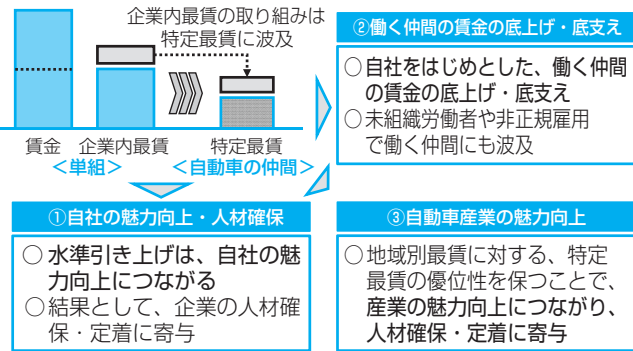 企業内最賃の取り組みは
特定最賃に波及
賃金 企業内最賃 特定最賃
＜単組＞ ＜自動車の仲間＞
②働く仲間の賃金の底上げ・底支え
○自社をはじめとした、働く仲間
の賃金の底上げ・底支え
○未組織労働者や非正規雇用
で働く仲間にも波及
①自社の魅力向上・人材確保
○ 水準引き上げは、自社の魅
力向上につながる
○結果として、企業の人材確
保・定着に寄与
③自動車産業の魅力向上
○地域別最賃に対する、特定
最賃の優位性を保つことで、
産業の魅力向上につながり、
人材確保・定着に寄与